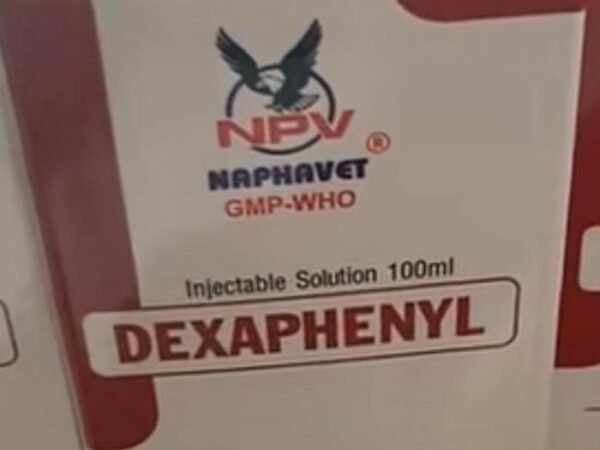 NPV
®
NAPHAVET
GMP-WHO
Injectable Solution 100ml
DEXAPHENYL